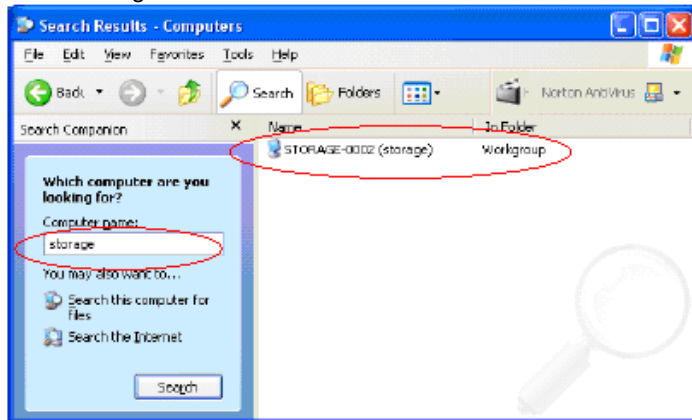 Search Results - Computers
File Edit View Favorites Tools Help
Back Search Folders Norton AntiVirus
Search Companion
Name In Folder
STORAGE-0002 (storage) Workgroup
Which computer are you
looking for?
Computer name:
storage
You may also want to...
Search this computer for
files
Search the Internet
Search